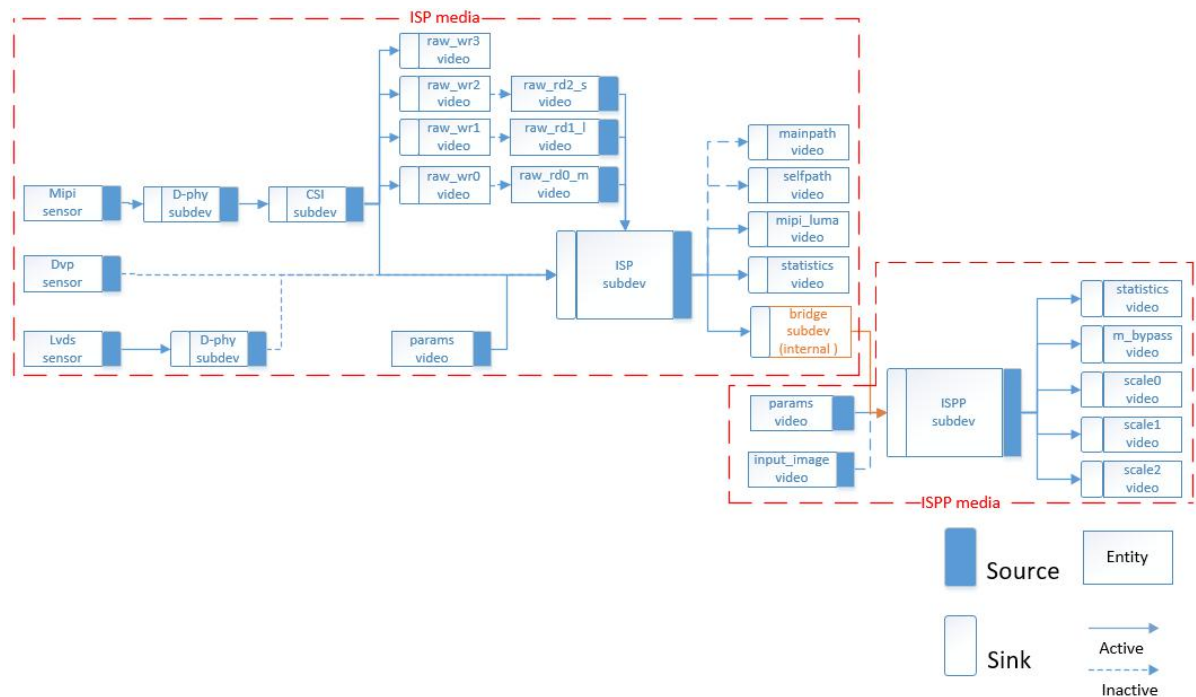 ISP media
raw_wr3
video
raw_wr2
video
raw_rd2_s
video
raw_wr1
video
raw_rd1_l
video
raw_wr0
video
raw_rd0_m
video
mainpath
video
selfpath
video
mipi_luma
video
statistics
video
Mipi
sensor
D-phy
subdev
CSI
subdev
Dvp
sensor
ISP
subdev
Lvds
sensor
D-phy
subdev
params
video
bridge
subdev
(internal )
params
video
input_image
video
ISPP
subdev
statistics
video
m_bypass
video
scale0
video
scale1
video
scale2
video
ISPP media
Source
Entity
Sink
Active
Inactive